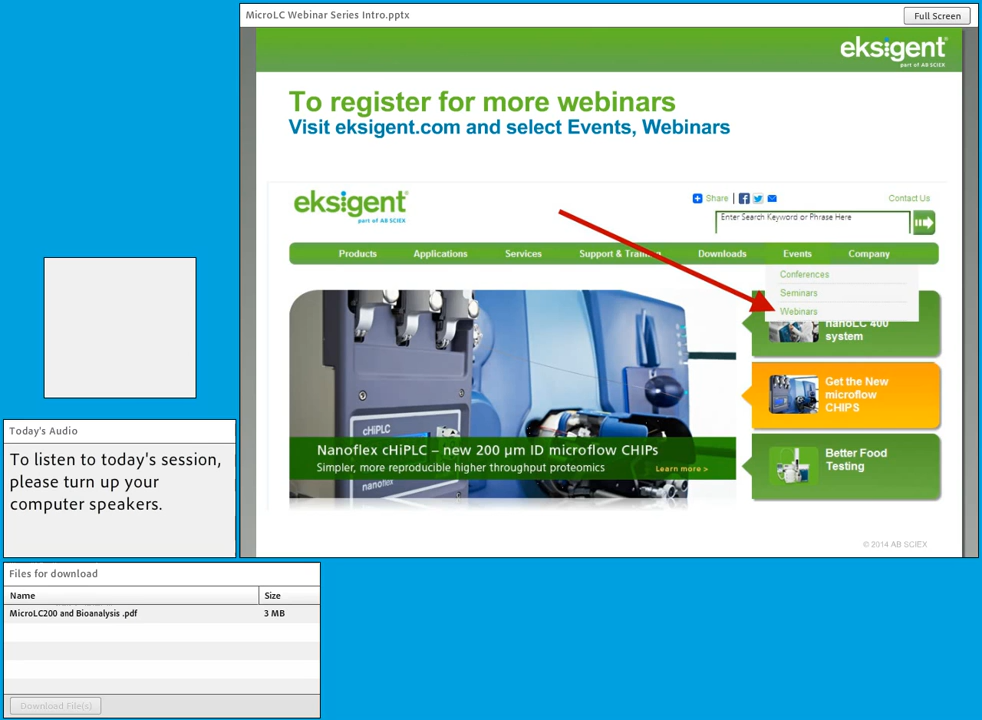 MicroLC Webinar Series Intro.pptx
Full Screen
eksigent
part of AB SCIEX
To register for more webinars
Visit eksigent.com and select Events, Webinars
eksigent
part of AB SCIEX
Share
Contact Us
Enter Search Keyword or Phrase Here
Products Applications Services Support & Training Downloads Events Company
Conferences
Seminars
Webinars
nanoLC 400
system
Get the New
microflow
CHIPS
cHiPLC
Nanoflex cHiPLC – new 200 µm ID microflow CHIPs
Simpler, more reproducible higher throughput proteomics
Learn more >
nanoflex
Better Food
Testing
© 2014 AB SCIEX
Today's Audio
To listen to today's session,
please turn up your
computer speakers.
Files for download
Name Size
MicroLC200 and Bioanalysis .pdf 3 MB
Download File(s)